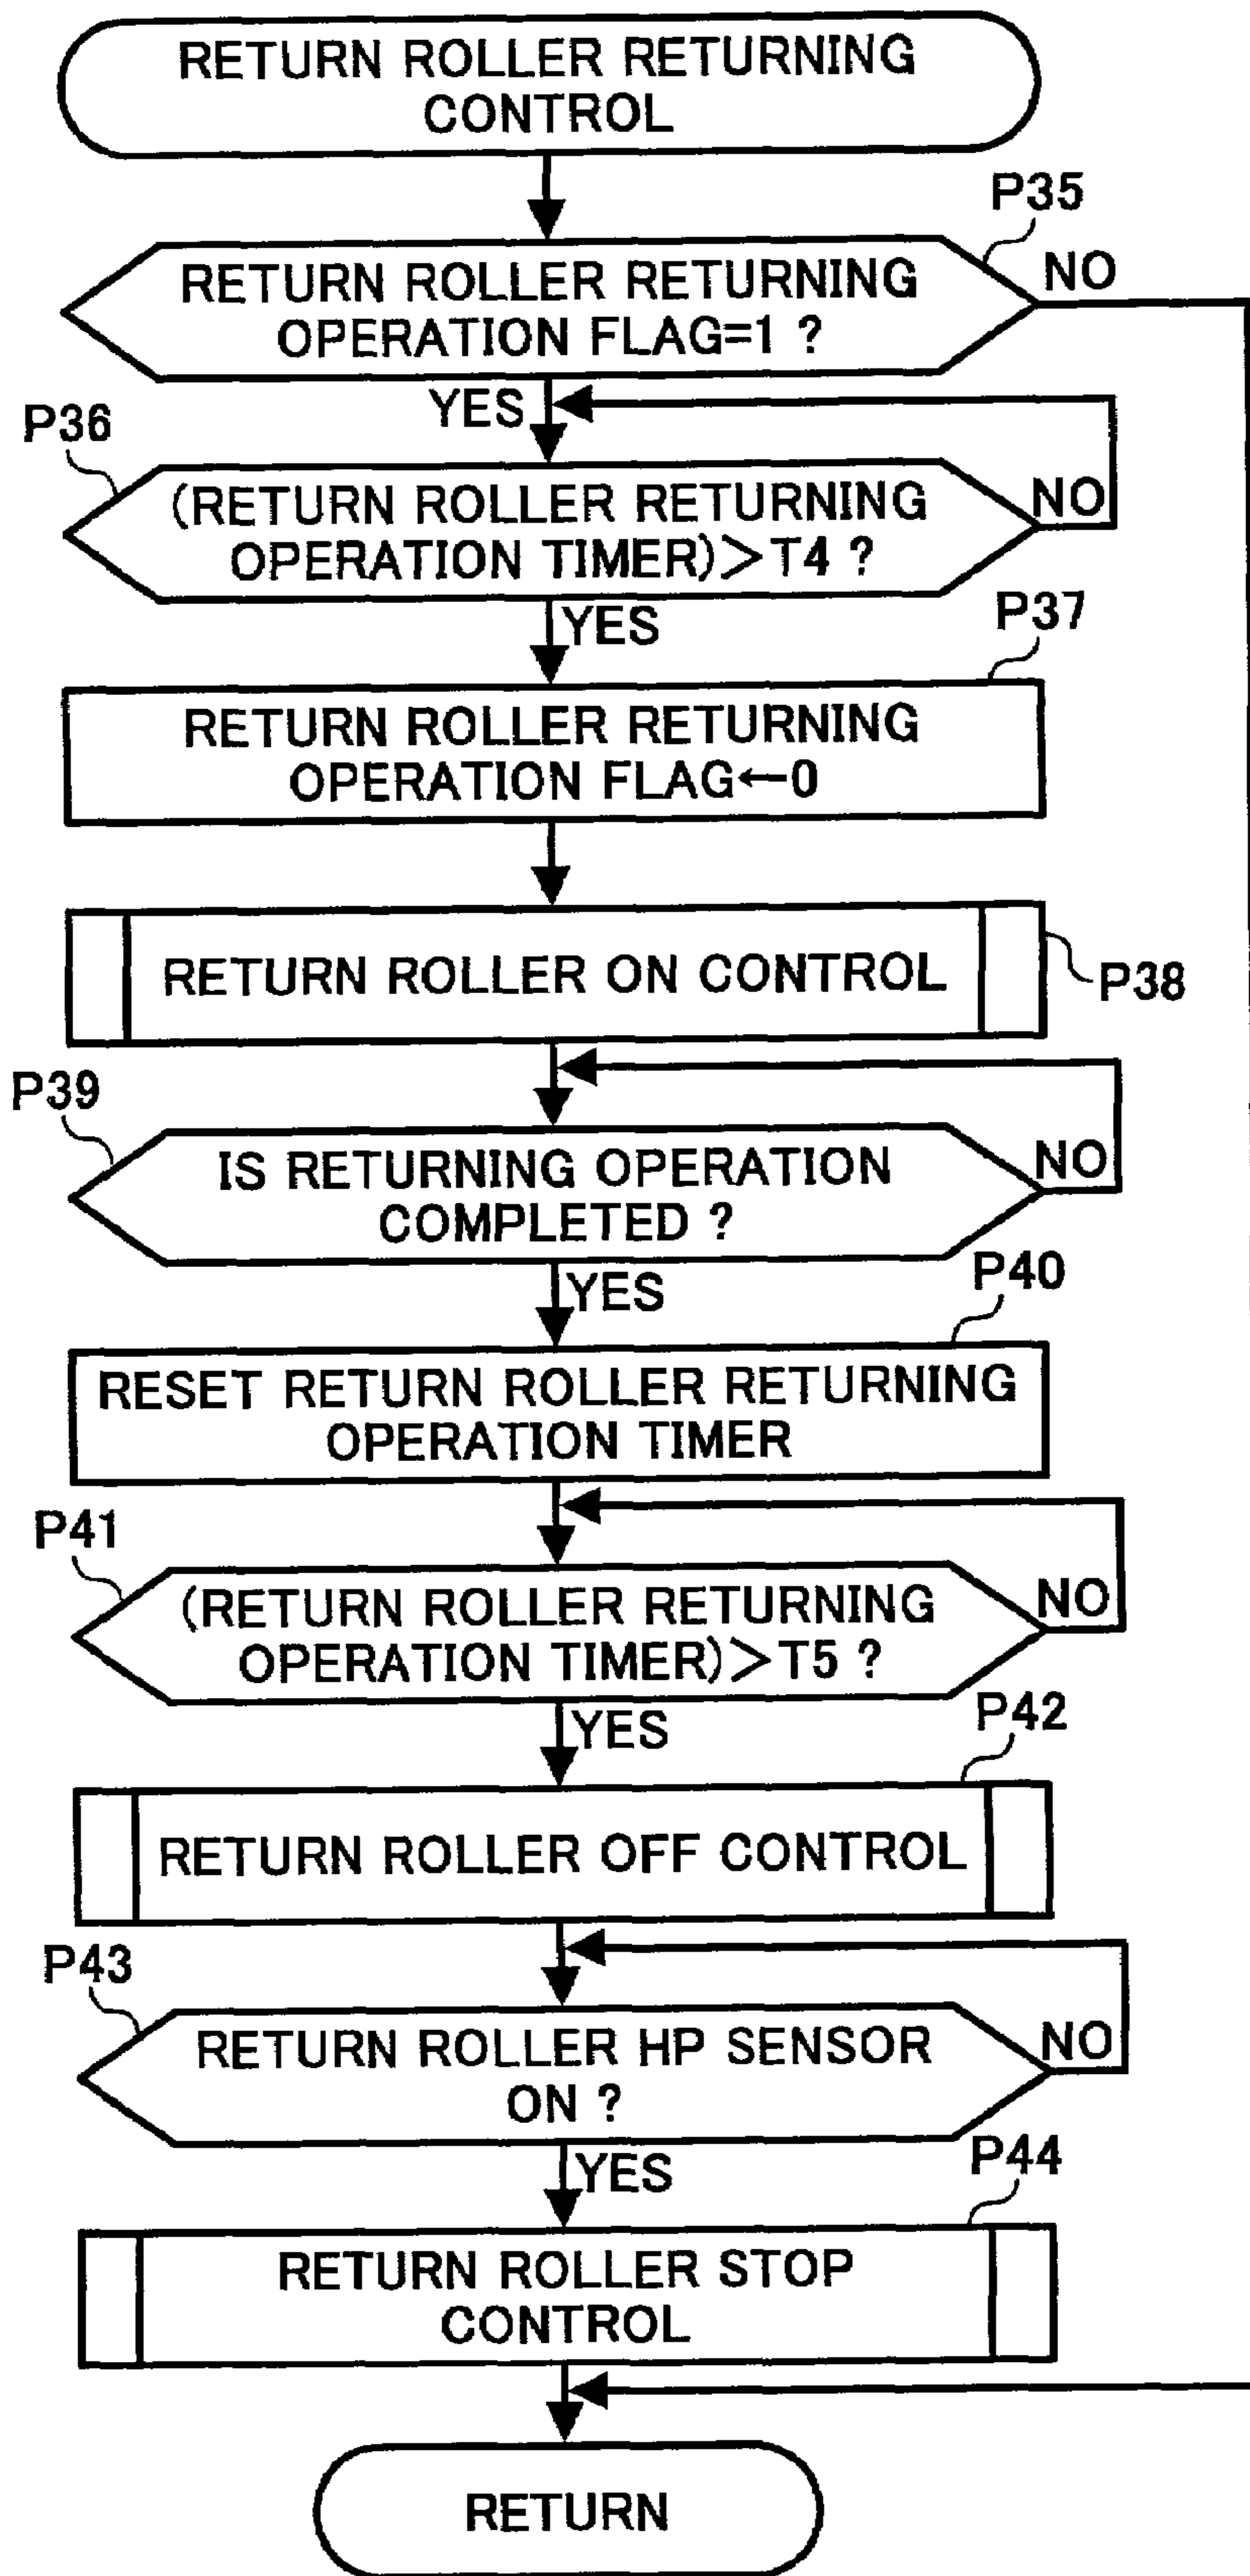 RETURN ROLLER RETURNING
CONTROL
P35
RETURN ROLLER RETURNING
OPERATION FLAG=1 ?
NO
YES
P36
(RETURN ROLLER RETURNING
OPERATION TIMER)>T4 ?
NO
YES
P37
RETURN ROLLER RETURNING
OPERATION FLAG←0
RETURN ROLLER ON CONTROL
P38
P39
IS RETURNING OPERATION
COMPLETED ?
NO
YES
P40
RESET RETURN ROLLER RETURNING
OPERATION TIMER
P41
(RETURN ROLLER RETURNING
OPERATION TIMER)>T5 ?
NO
YES
P42
RETURN ROLLER OFF CONTROL
P43
RETURN ROLLER HP SENSOR
ON ?
NO
YES
P44
RETURN ROLLER STOP
CONTROL
RETURN